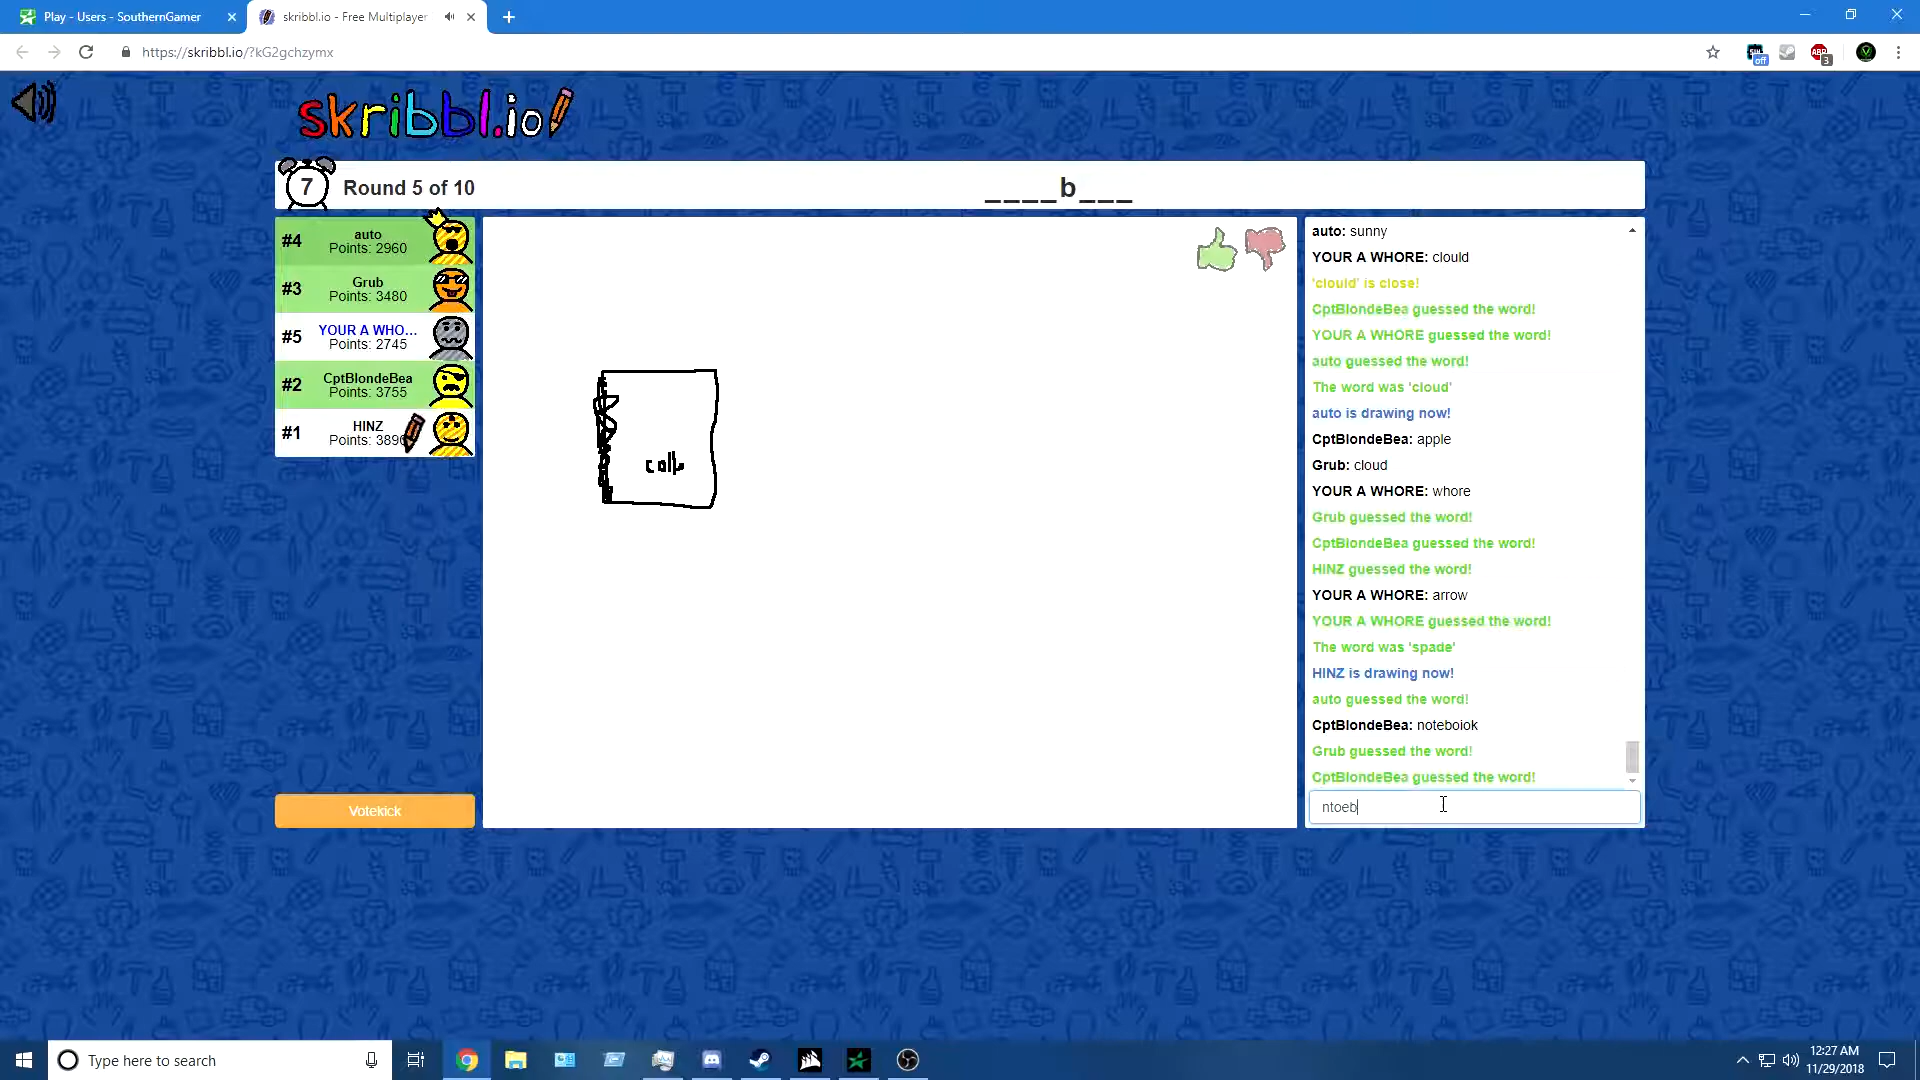 Play - Users - SouthernGamer
skribbl.io - Free Multiplayer
https://skribbl.io/?kG2gchzymx
off
ABP
3
skribbl.io
7
Round 5 of 10
____b___
#4
auto
Points: 2960
#3
Grub
Points: 3480
#5
YOUR A WHO...
Points: 2745
#2
CptBlondeBea
Points: 3755
#1
HINZ
Points: 3890
Votekick
auto: sunny
YOUR A WHORE: clould
'clould' is close!
CptBlondeBea guessed the word!
YOUR A WHORE guessed the word!
auto guessed the word!
The word was 'cloud'
auto is drawing now!
CptBlondeBea: apple
Grub: cloud
YOUR A WHORE: whore
Grub guessed the word!
CptBlondeBea guessed the word!
HINZ guessed the word!
YOUR A WHORE: arrow
YOUR A WHORE guessed the word!
The word was 'spade'
HINZ is drawing now!
auto guessed the word!
CptBlondeBea: noteboiok
Grub guessed the word!
CptBlondeBea guessed the word!
ntoeb
Type here to search
12:27 AM
11/29/2018